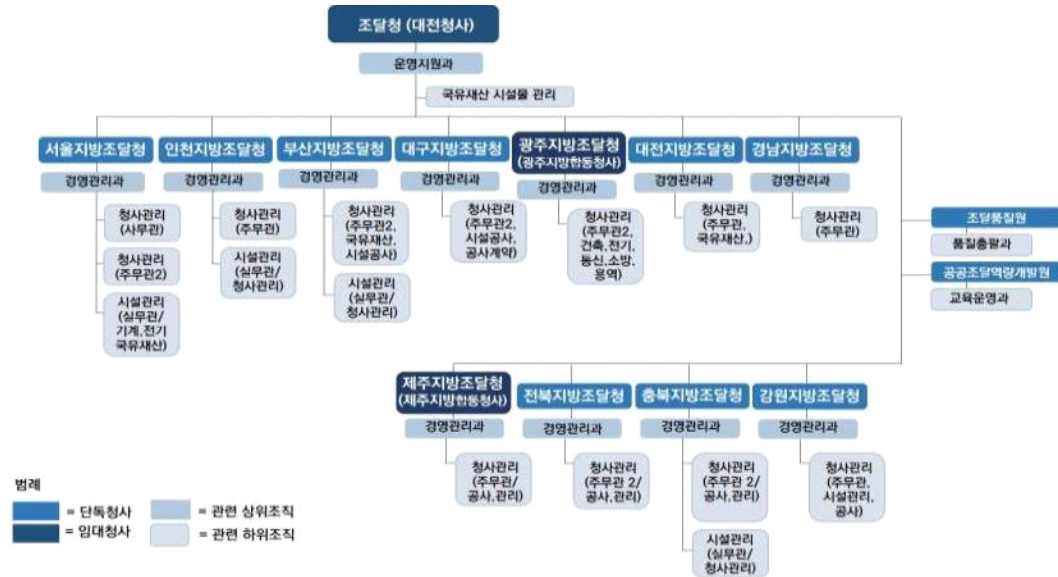 조달청 (대전청사)
운영지원과
국유재산 시설물 관리
서울지방조달청
경영관리과
청사관리
(사무관)
청사관리
(주무관2)
시설관리
(실무관/
기계,전기
국유재산)
인천지방조달청
경영관리과
청사관리
(주무관)
시설관리
(실무관/
청사관리)
부산지방조달청
경영관리과
청사관리
(주무관2,
국유재산,
시설공사)
시설관리
(실무관/
청사관리)
대구지방조달청
경영관리과
청사관리
(주무관2,
시설공사,
공사계약)
광주지방조달청
(광주지방합동청사)
경영관리과
청사관리
(주무관2,
건축,전기,
통신,소방,
용역)
대전지방조달청
경영관리과
청사관리
(주무관,
국유재산,)
경남지방조달청
경영관리과
청사관리
(주무관)
조달품질원
품질총괄과
공공조달역량개발원
교육운영과
제주지방조달청
(제주지방합동청사)
경영관리과
청사관리
(주무관/
공사,관리)
전북지방조달청
경영관리과
청사관리
(주무관 2/
공사,관리)
충북지방조달청
경영관리과
청사관리
(주무관 2/
공사,관리)
시설관리
(실무관/
청사관리)
강원지방조달청
경영관리과
청사관리
(주무관,
시설관리,
공사)
범례
= 단독청사
= 임대청사
= 관련 상위조직
= 관련 하위조직